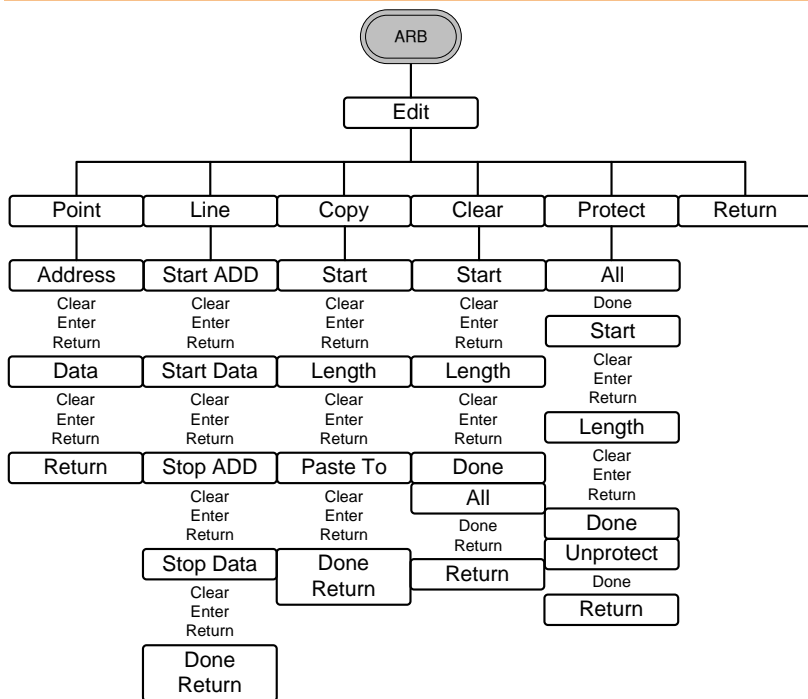 ARB
Edit
Point
Line
Copy
Clear
Protect
Return
Address
Clear
Enter
Return
Data
Clear
Enter
Return
Return
Start ADD
Clear
Enter
Return
Start Data
Clear
Enter
Return
Stop ADD
Clear
Enter
Return
Stop Data
Clear
Enter
Return
Done
Return
Start
Clear
Enter
Return
Length
Clear
Enter
Return
Paste To
Clear
Enter
Return
Done
Return
Start
Clear
Enter
Return
Length
Clear
Enter
Return
Done
All
Done
Return
Return
All
Done
Start
Clear
Enter
Return
Length
Clear
Enter
Return
Done
Unprotect
Done
Return